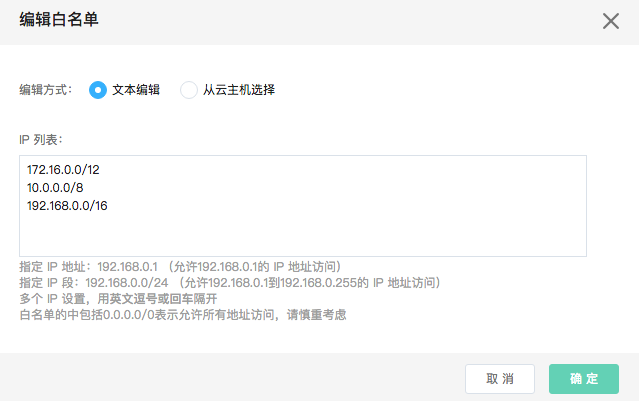 编辑白名单
编辑方式： 文本编辑 从云主机选择
IP 列表：
172.16.0.0/12
10.0.0.0/8
192.168.0.0/16
指定 IP 地址：192.168.0.1 （允许192.168.0.1的 IP 地址访问）
指定 IP 段：192.168.0.0/24 （允许192.168.0.1到192.168.0.255的 IP 地址访问）
多个 IP 设置，用英文逗号或回车隔开
白名单的中包括0.0.0.0/0表示允许所有地址访问，请慎重考虑
取 消 确 定